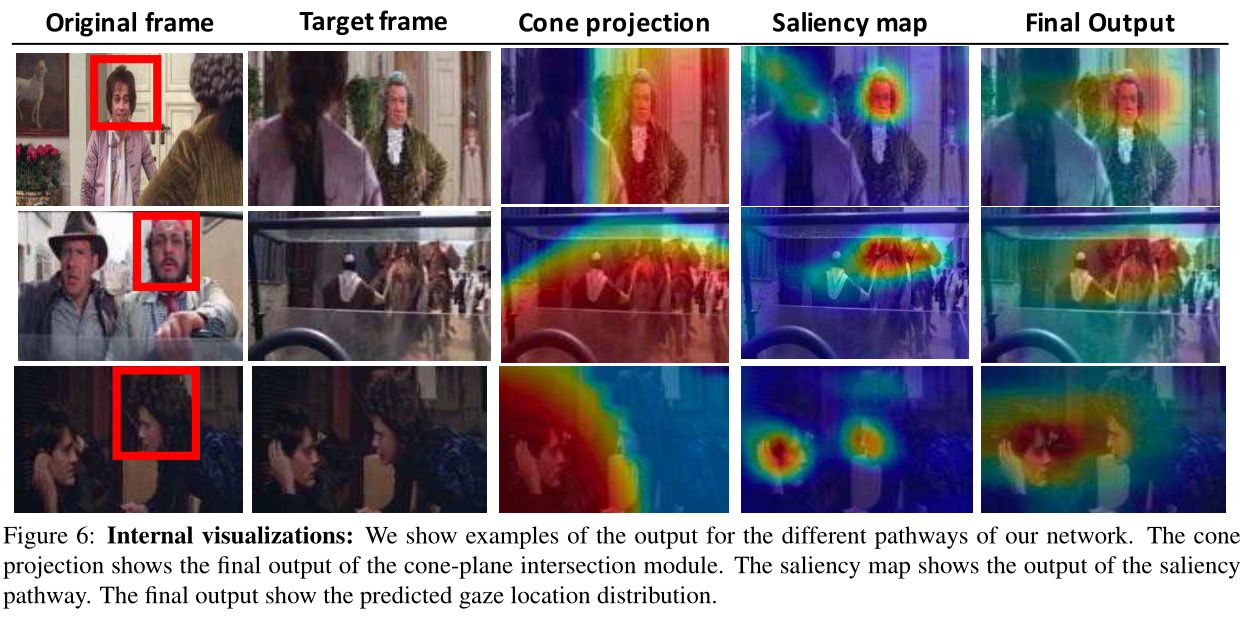 Original frame Target frame Cone projection Saliency map Final Output
Figure 6: Internal visualizations: We show examples of the output for the different pathways of our network. The cone
projection shows the final output of the cone-plane intersection module. The saliency map shows the output of the saliency
pathway. The final output show the predicted gaze location distribution.